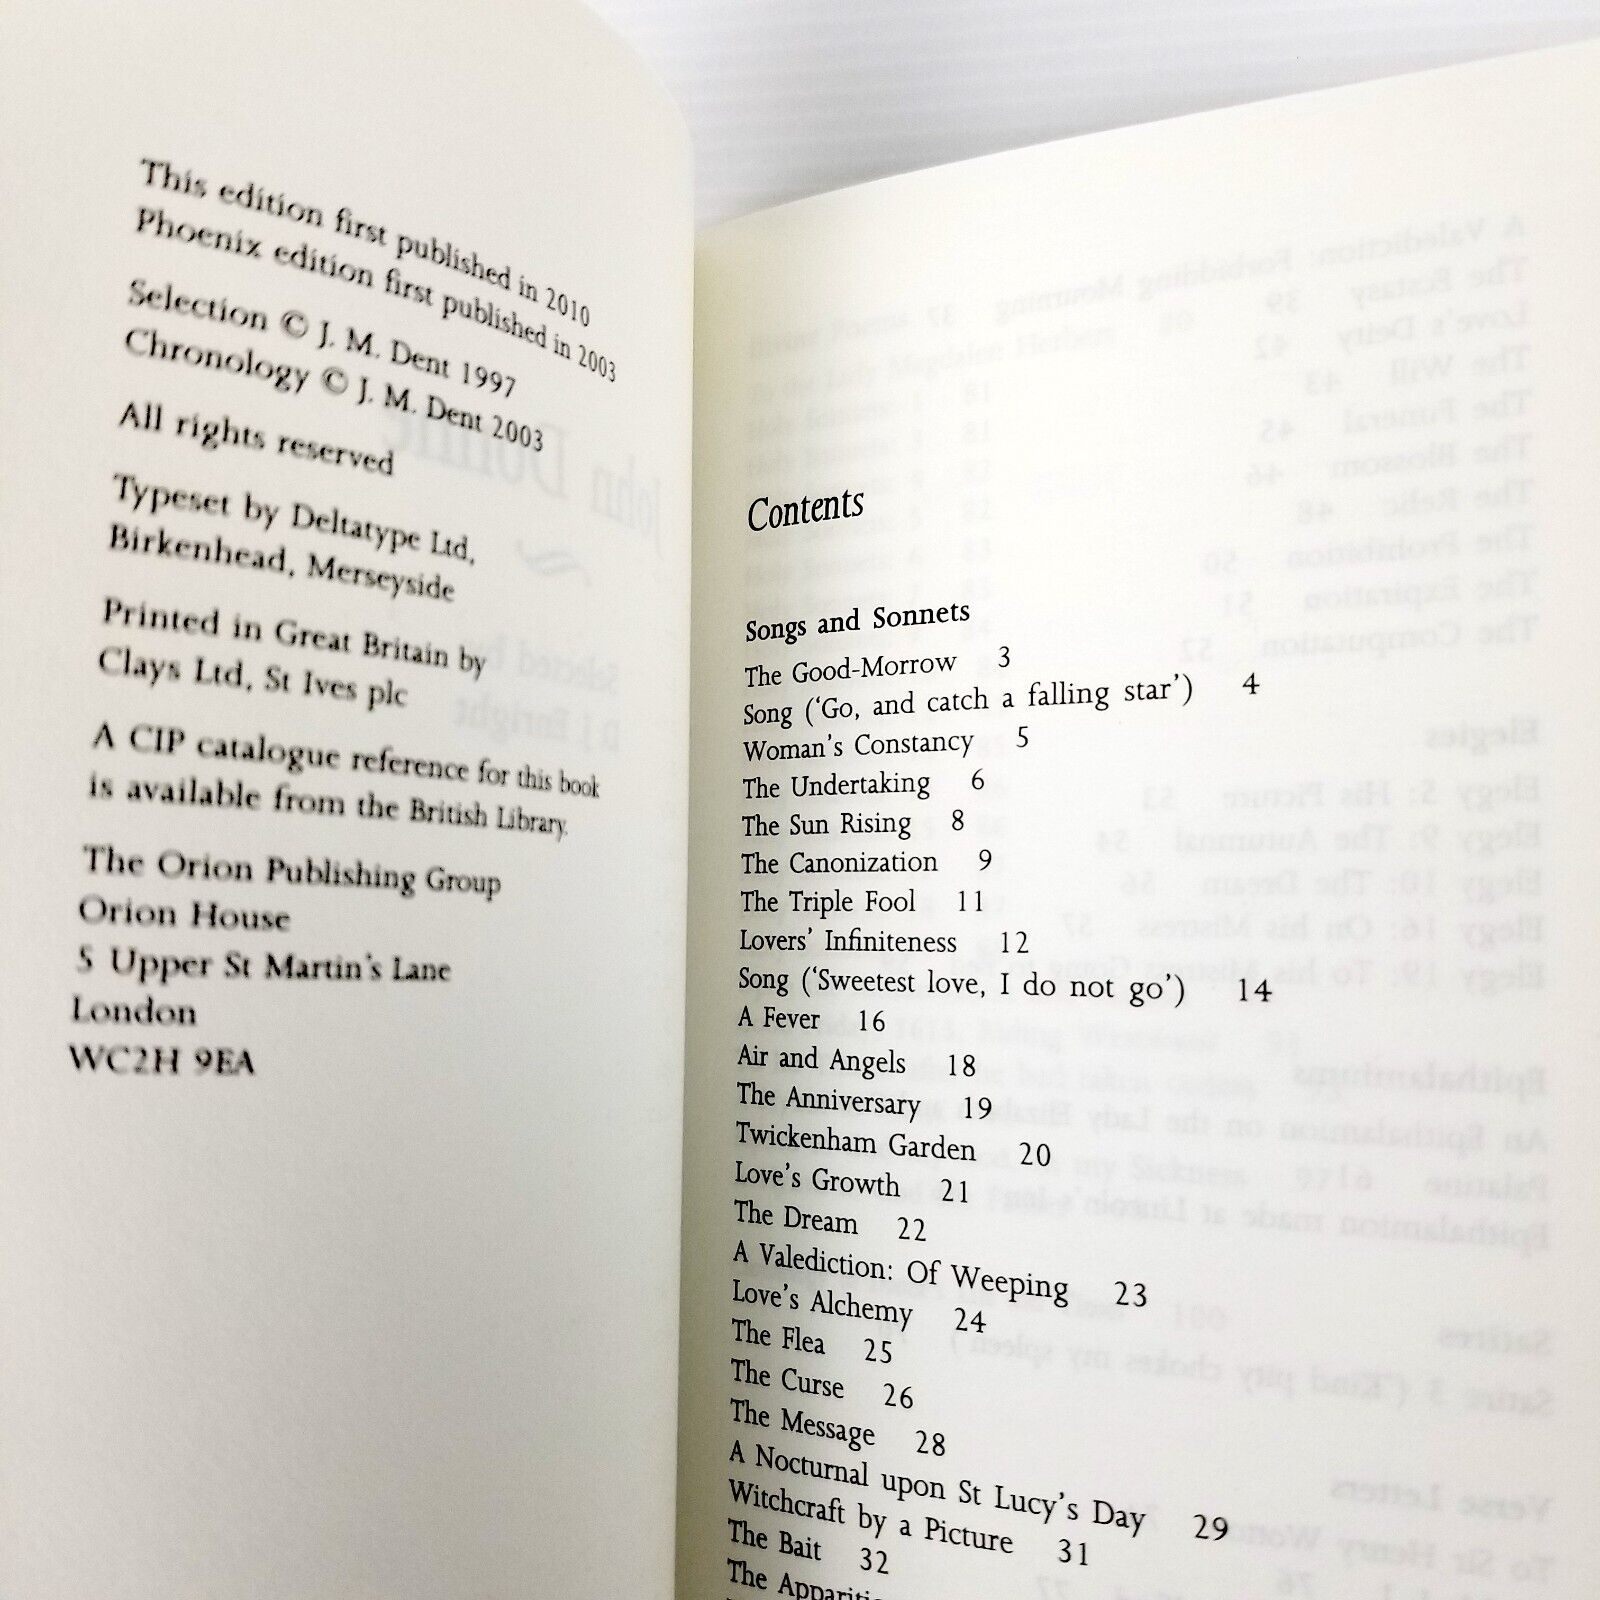 This edition first published in 2010
Phoenix edition first published in 2003
Selection © J. M. Dent 1997
Chronology © J. M. Dent 2003
All rights reserved
Typeset by Deltatype Ltd,
Birkenhead, Merseyside
Printed in Great Britain by
Clays Ltd, St Ives plc
A CIP catalogue reference for this book
is available from the British Library.
The Orion Publishing Group
Orion House
5 Upper St Martin's Lane
London
WC2H 9EA
Contents
Songs and Sonnets
The Good-Morrow 3
Song ('Go, and catch a falling star') 4
Woman's Constancy 5
The Undertaking 6
The Sun Rising 8
The Canonization 9
The Triple Fool 11
Lovers' Infiniteness 12
Song ('Sweetest love, I do not go') 14
A Fever 16
Air and Angels 18
The Anniversary 19
Twickenham Garden 20
Love's Growth 21
The Dream 22
A Valediction: Of Weeping 23
Love's Alchemy 24
The Flea 25
The Curse 26
The Message 28
A Nocturnal upon St Lucy's Day 29
Witchcraft by a Picture 31
The Bait 32
The